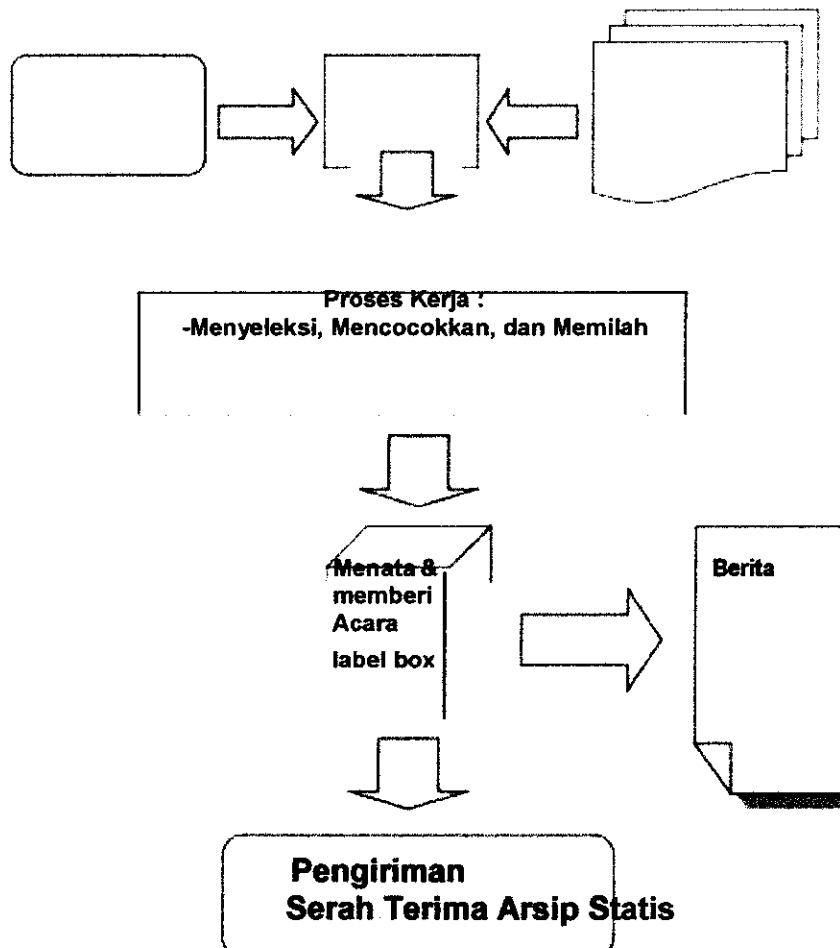 Proses Kerja :
-Menyeleksi, Mencocokkan, dan Memilah
Menata &
memberi
Acara
label box
Berita
Pengiriman
Serah Terima Arsip Statis